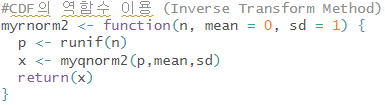 #CDF의 역함수 이용 (Inverse Transform Method)
myrnorm2 <- function(n, mean = 0, sd = 1) {
  p <- runif(n)
  x <- myqnorm2(p,mean,sd)
  return(x)
}